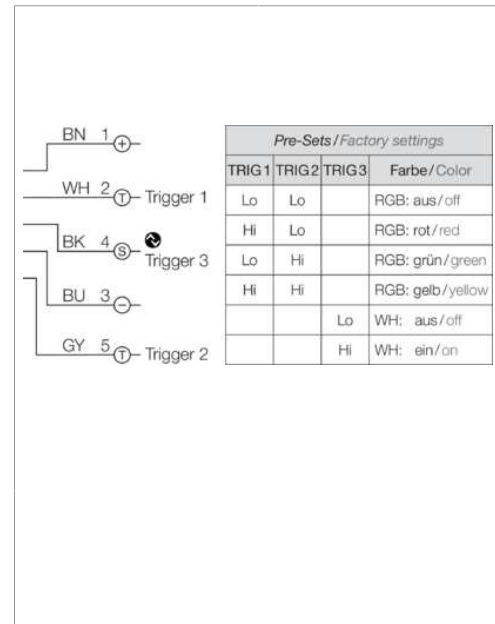 BN 1
WH 2 T Trigger 1
BK 4 S
Trigger 3
BU 3
GY 5 T Trigger 2
Pre-Sets/Factory settings
TRIG1 TRIG2 TRIG3 Farbe/Color
Lo Lo RGB: aus/off
Hi Lo RGB: rot/red
Lo Hi RGB: grün/green
Hi Hi RGB: gelb/yellow
Lo WH: aus/off
Hi WH: ein/on